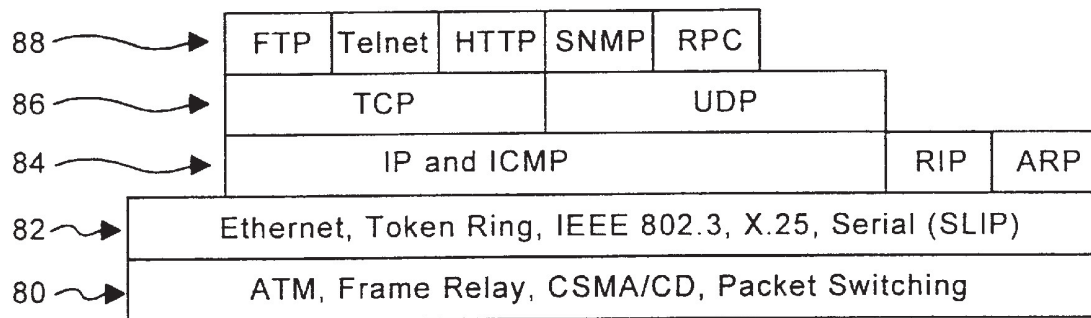 88 FTP Telnet HTTP SNMP RPC
86 TCP UDP
84 IP and ICMP RIP ARP
82 Ethernet, Token Ring, IEEE 802.3, X.25, Serial (SLIP)
80 ATM, Frame Relay, CSMA/CD, Packet Switching